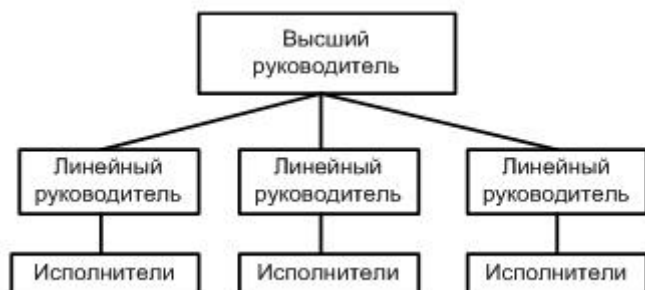 Высший
руководитель
Линейный
руководитель
Линейный
руководитель
Линейный
руководитель
Исполнители
Исполнители
Исполнители